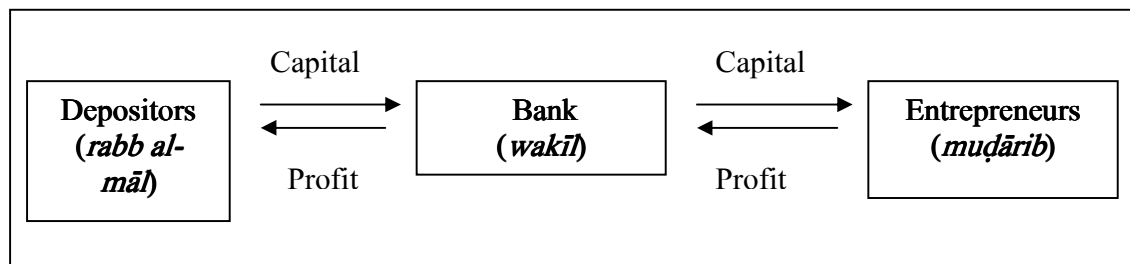 Capital
Capital
Depositors
(rabb al-
māl)
Bank
(wakīl)
Entrepreneurs
(muḍārib)
Profit
Profit